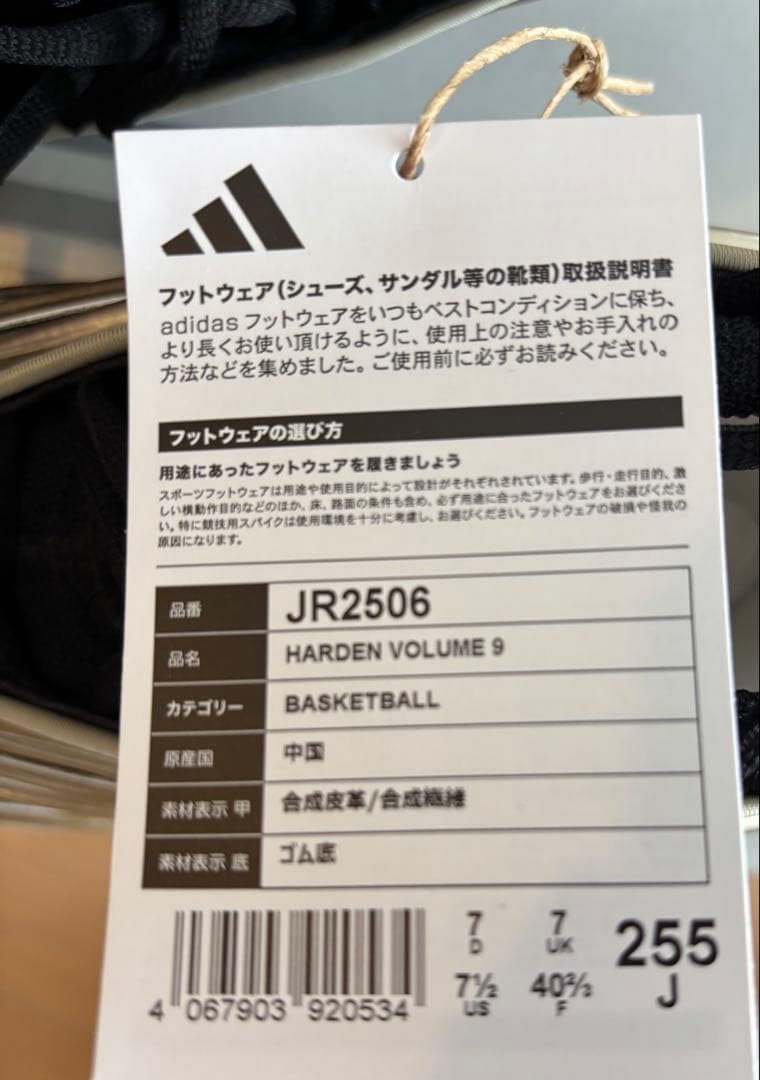 フットウェア(シューズ、サンダル等の靴類)取扱説明書
adidas フットウェアをいつもベストコンディションに保ち、
より長くお使い頂けるように、使用上の注意やお手入れの
方法などを集めました。ご使用前に必ずお読みください。
フットウェアの選び方
用途にあったフットウェアを履きましょう
スポーツフットウェアは用途や使用目的によって設計がそれぞれされています。歩行・走行目的、激
しい横動作目的などのほか、床、路面の条件も含め、必ず用途に合ったフットウェアをお選びくださ
い。特に競技用スパイクは使用環境を十分に考慮し、お選びください。フットウェアの破損や怪我の
原因になります。
品番 JR2506
品名 HARDEN VOLUME 9
カテゴリー BASKETBALL
原産国 中国
素材表示 甲 合成皮革/合成繊維
素材表示 底 ゴム底
7 D 7 UK 255 J
7½ US 40⅔ F
4 067903 920534